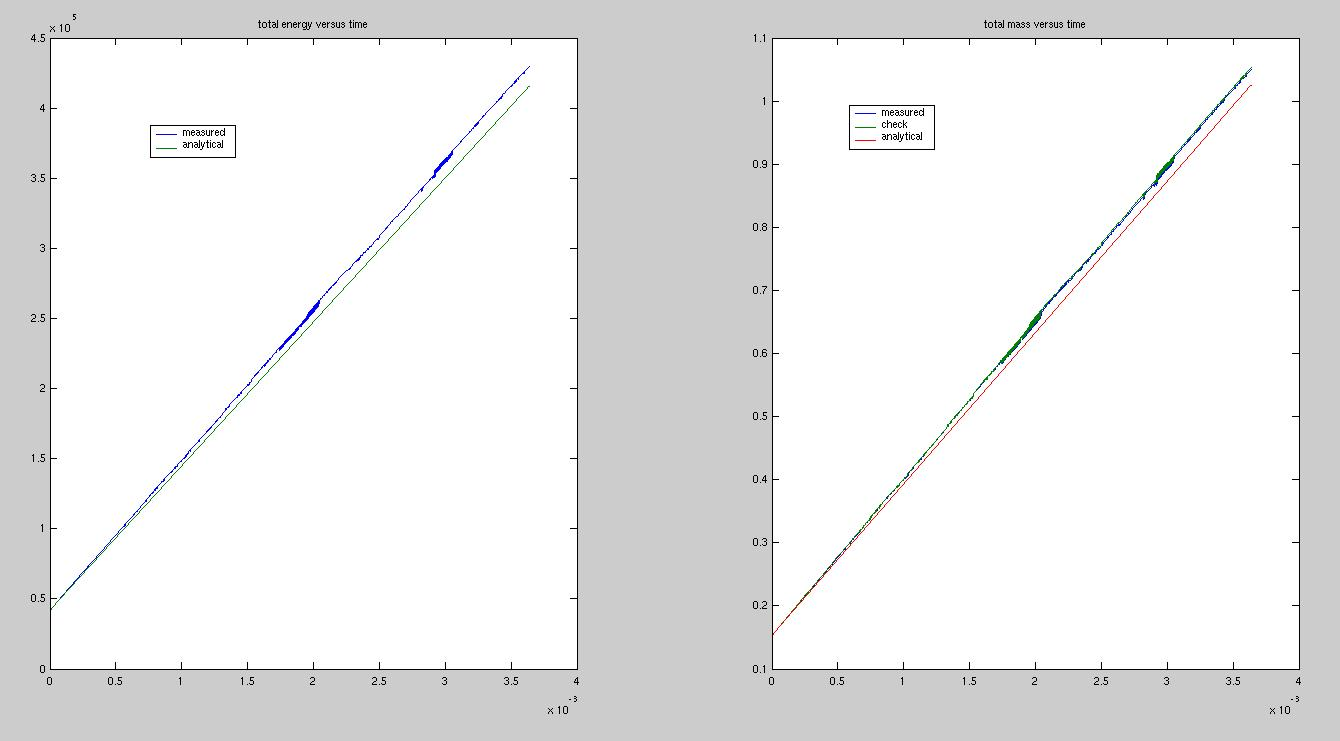 total energy versus time
x 10^5
4.5
4
3.5
3
2.5
2
1.5
1
0.5
0
measured
analytical
0 0.5 1 1.5 2 2.5 3 3.5 4
x 10^-3
total mass versus time
1.1
1
0.9
0.8
0.7
0.6
0.5
0.4
0.3
0.2
0.1
measured
check
analytical
0 0.5 1 1.5 2 2.5 3 3.5 4
x 10^-3